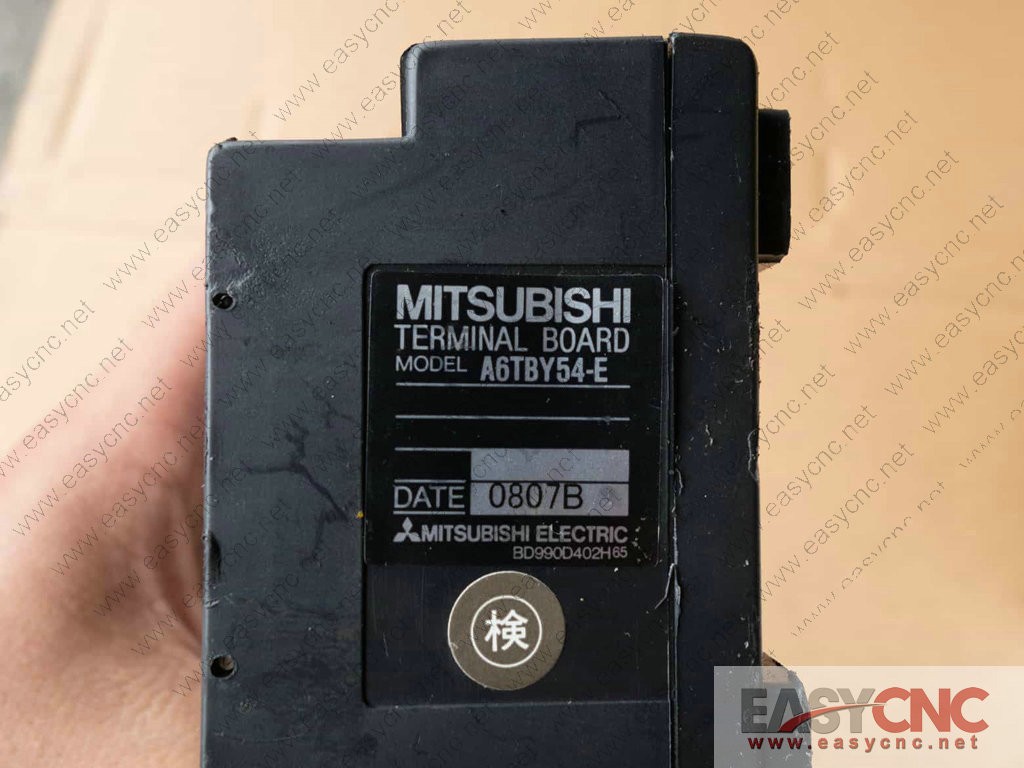 MITSUBISHI
TERMINAL BOARD
MODEL A6TBY54-E
DATE 0807B
MITSUBISHI ELECTRIC
BD990D402H65
検
EASYCNC
www.easycnc.net